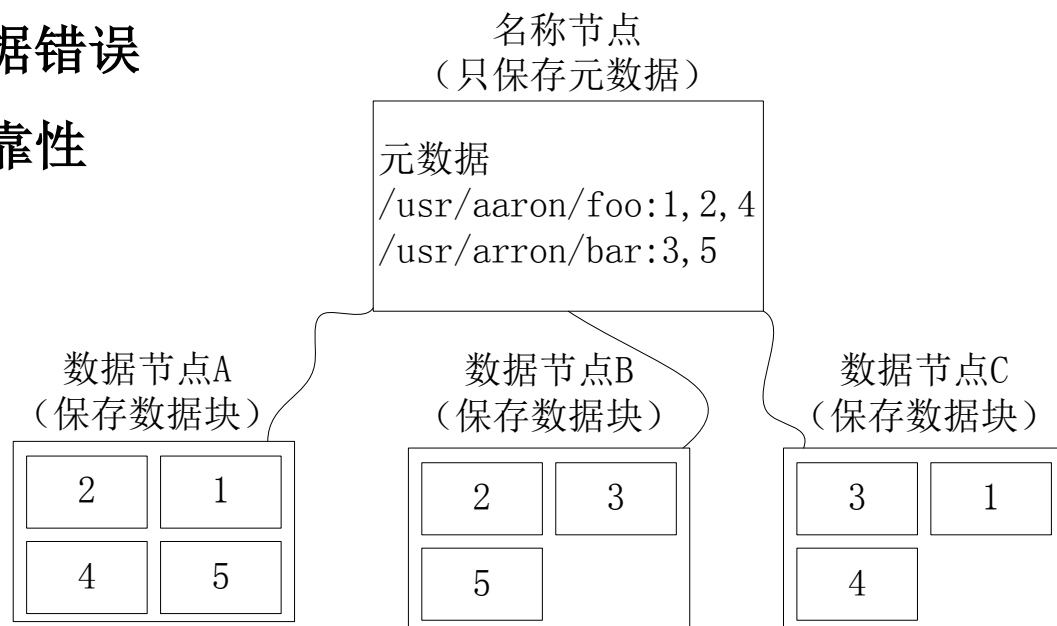 据错误
靠性
名称节点
（只保存元数据）
元数据
/usr/aaron/foo:1,2,4
/usr/arron/bar:3,5
数据节点A
（保存数据块）
2 1
4 5
数据节点B
（保存数据块）
2 3
5
数据节点C
（保存数据块）
3 1
4